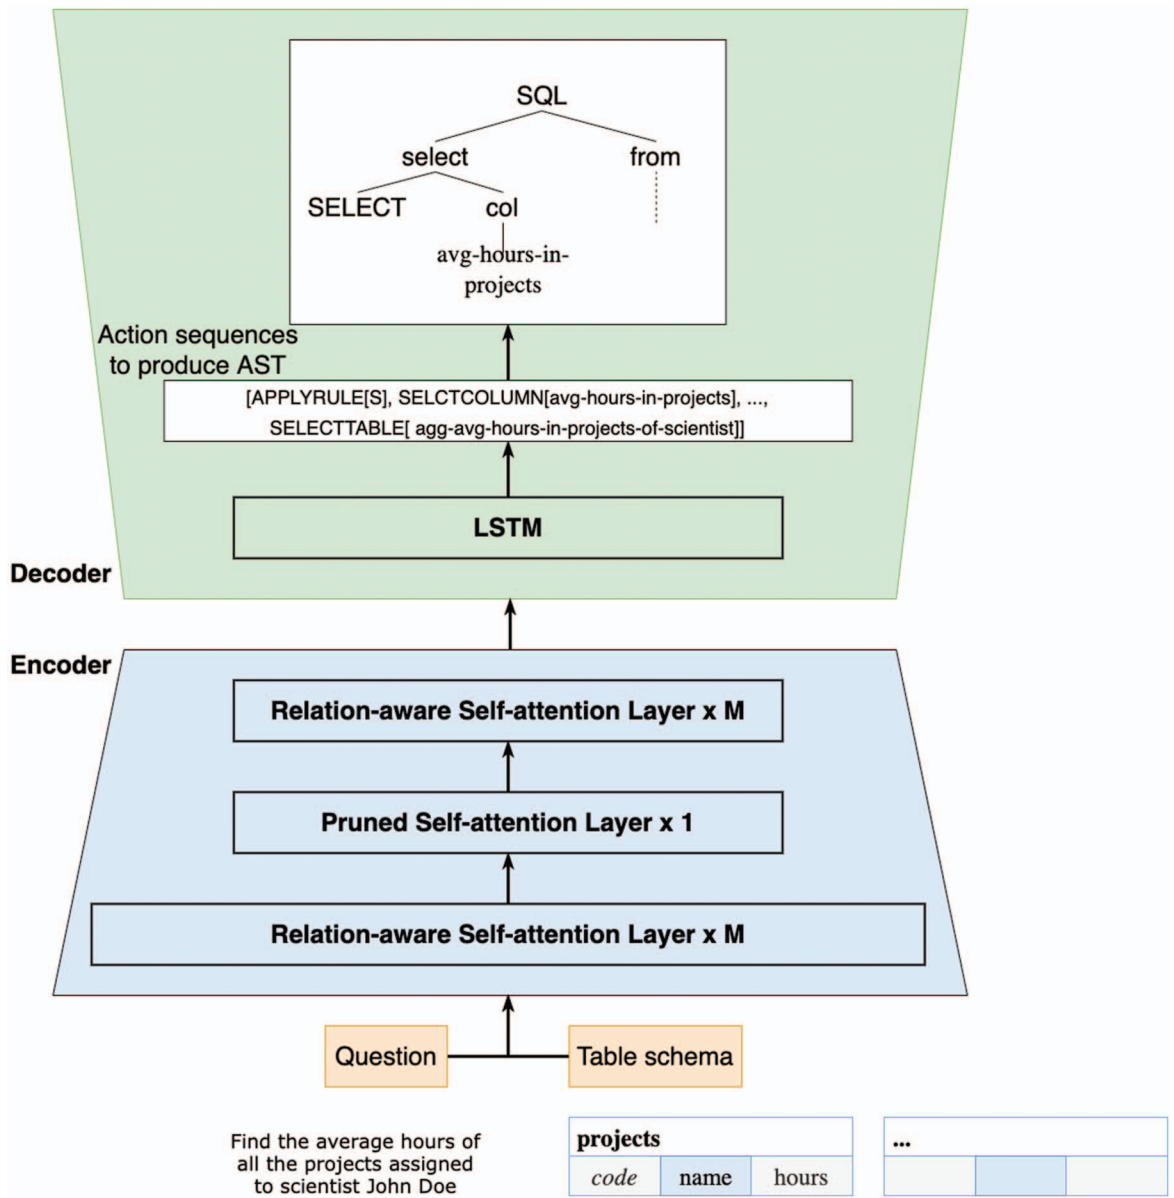 SQL
select from
SELECT col
avg-hours-in-
projects
Action sequences
to produce AST
[APPLYRULE[S], SELCTCOLUMN[avg-hours-in-projects], ...,
SELECTTABLE[ agg-avg-hours-in-projects-of-scientist]]
LSTM
Decoder
Encoder
Relation-aware Self-attention Layer x M
Pruned Self-attention Layer x 1
Relation-aware Self-attention Layer x M
Question Table schema
Find the average hours of
all the projects assigned
to scientist John Doe
projects
code name hours
...